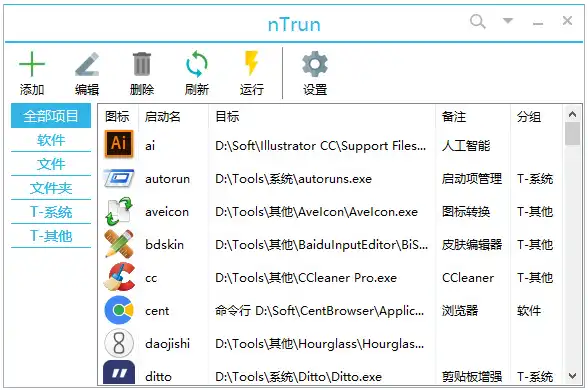 nTrun
添加 编辑 删除 刷新 运行 设置
全部项目
软件
文件
文件夹
T-系统
T-其他
图标 启动名 目标 备注 分组
ai D:\Soft\Illustrator CC\Support Files... 人工智能
autorun D:\Tools\系统\autoruns.exe 启动项管理 T-系统
aveicon D:\Tools\其他\AveIcon\AveIcon.exe 图标转换 T-其他
bdskin D:\Tools\其他\BaiduInputEditor\BiS... 皮肤编辑器 T-其他
cc D:\Tools\其他\CCleaner Pro.exe CCleaner T-其他
cent 命令行 D:\Soft\CentBrowser\Applic... 浏览器 软件
daojishi D:\Tools\其他\Hourglass\Hourglas...
ditto D:\Tools\系统\Ditto\Ditto.exe 剪贴板增强 T-系统